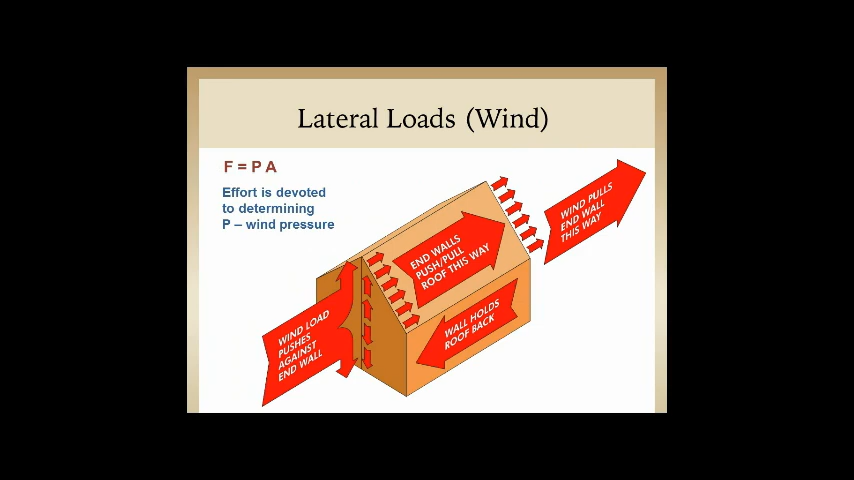 Lateral Loads (Wind)
F = P A
Effort is devoted
to determining
P – wind pressure
WIND PULLS
END WALL
THIS WAY
END WALLS
PUSH/PULL
ROOF THIS WAY
WALL HOLDS
ROOF BACK
WIND LOAD
PUSHES
AGAINST
END WALL